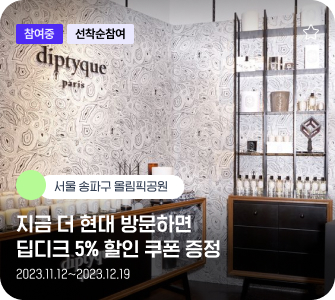 참여중 선착순참여
diptyque
paris
서울 송파구 올림픽공원
지금 더 현대 방문하면
딥디크 5% 할인 쿠폰 증정
diptyque
2023.11.12~2023.12.19